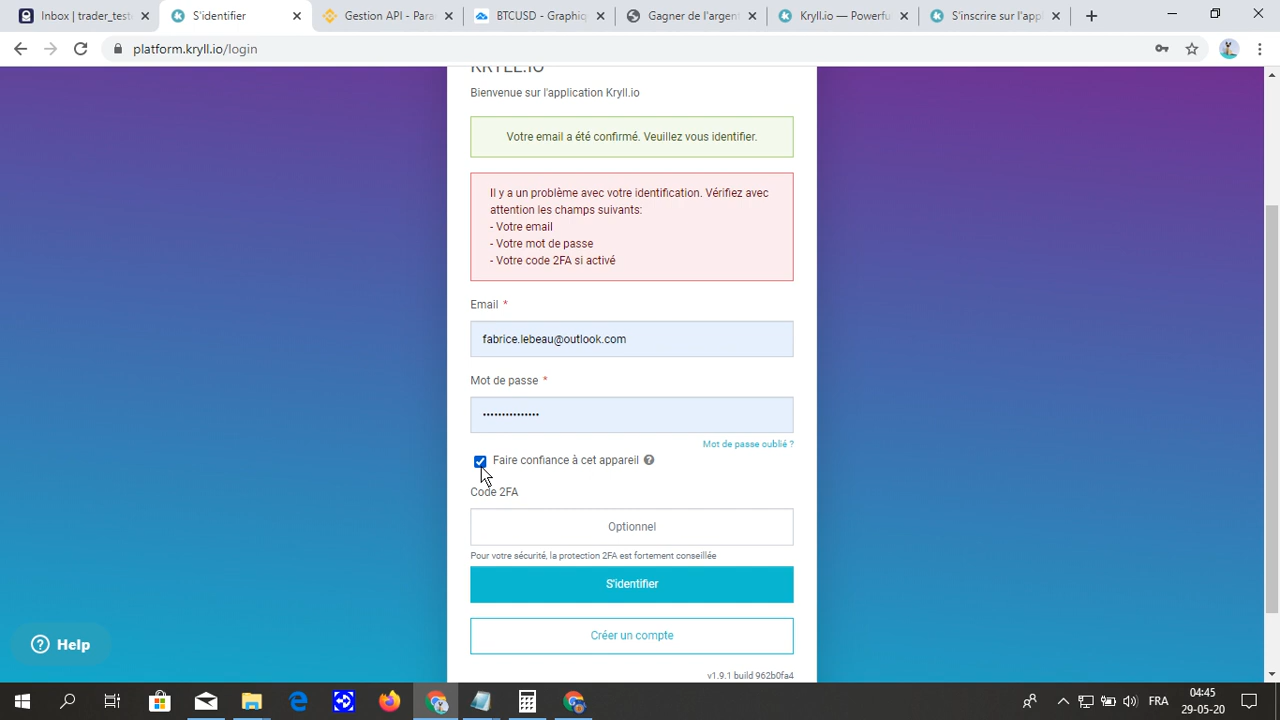 Inbox | trader_test
S'identifier
Gestion API - Para
BTCUSD - Graphiq
Gagner de l'argen
Kryll.io — Powerfu
S'inscrire sur l'appl
platform.kryll.io/login
KRYLL.IO
Bienvenue sur l'application Kryll.io
Votre email a été confirmé. Veuillez vous identifier.
Il y a un problème avec votre identification. Vérifiez avec
attention les champs suivants:
- Votre email
- Votre mot de passe
- Votre code 2FA si activé
Email *
fabrice.lebeau@outlook.com
Mot de passe *
•••••••••••••••
Mot de passe oublié ?
Faire confiance à cet appareil
Code 2FA
Optionnel
Pour votre sécurité, la protection 2FA est fortement conseillée
S'identifier
Créer un compte
Help
v1.9.1 build 962b0fa4
04:45
FRA
29-05-20